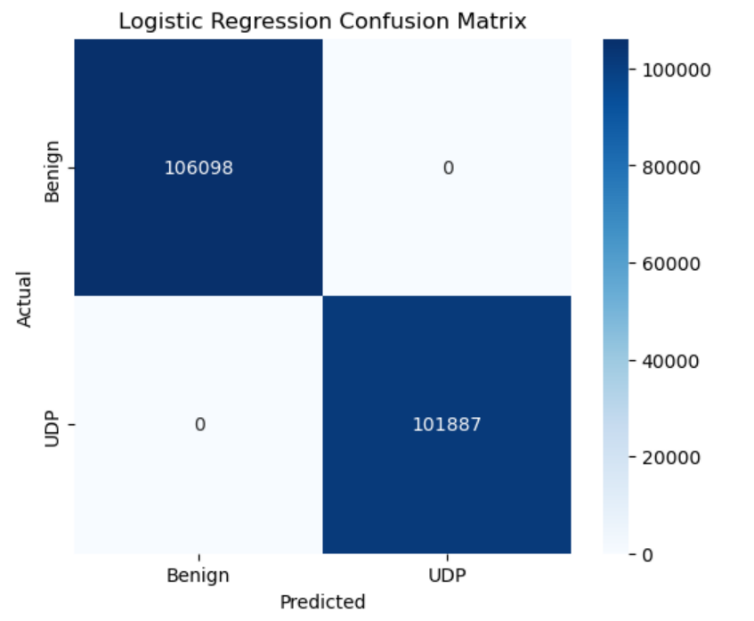 Logistic Regression Confusion Matrix
Benign
106098
0
UDP
0
101887
Actual
Benign
UDP
Predicted
100000
80000
60000
40000
20000
0